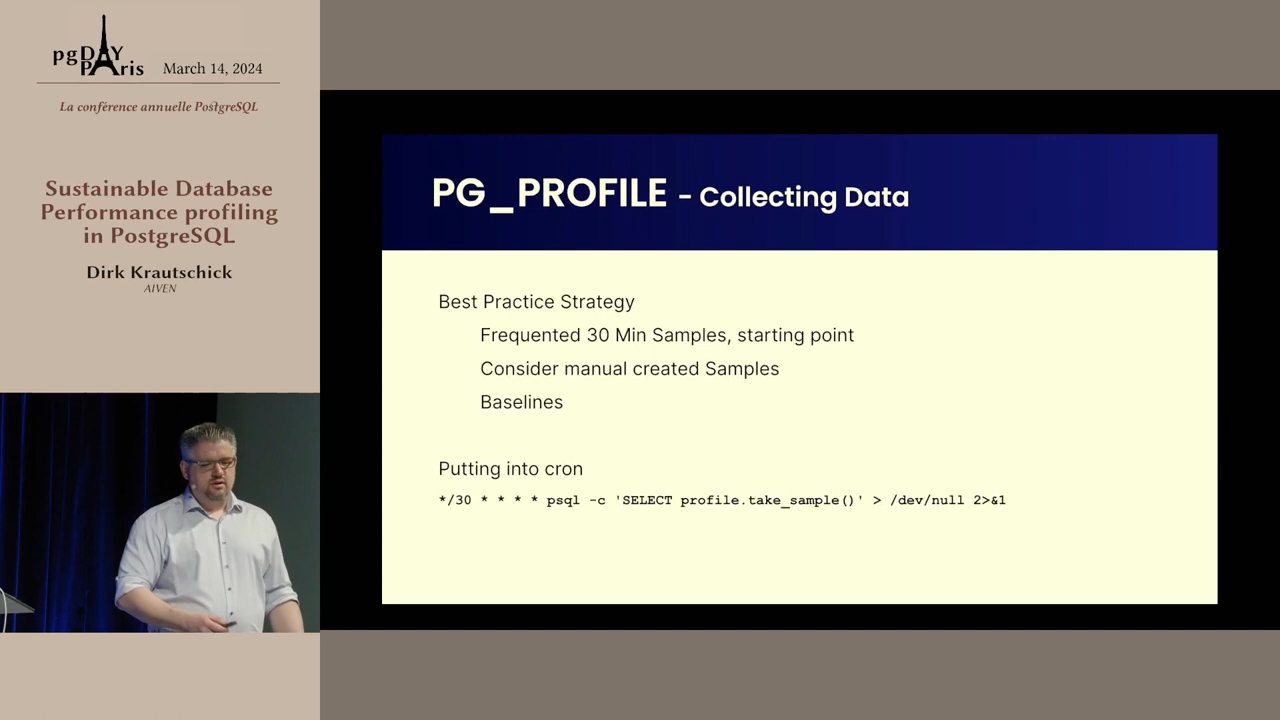 pgDAY
PAris
March 14, 2024
La conférence annuelle PostgreSQL
Sustainable Database
Performance profiling
in PostgreSQL
Dirk Krautschick
AIVEN
PG_PROFILE - Collecting Data
Best Practice Strategy
Frequented 30 Min Samples, starting point
Consider manual created Samples
Baselines
Putting into cron
*/30 * * * * psql -c 'SELECT profile.take_sample()' > /dev/null 2>&1